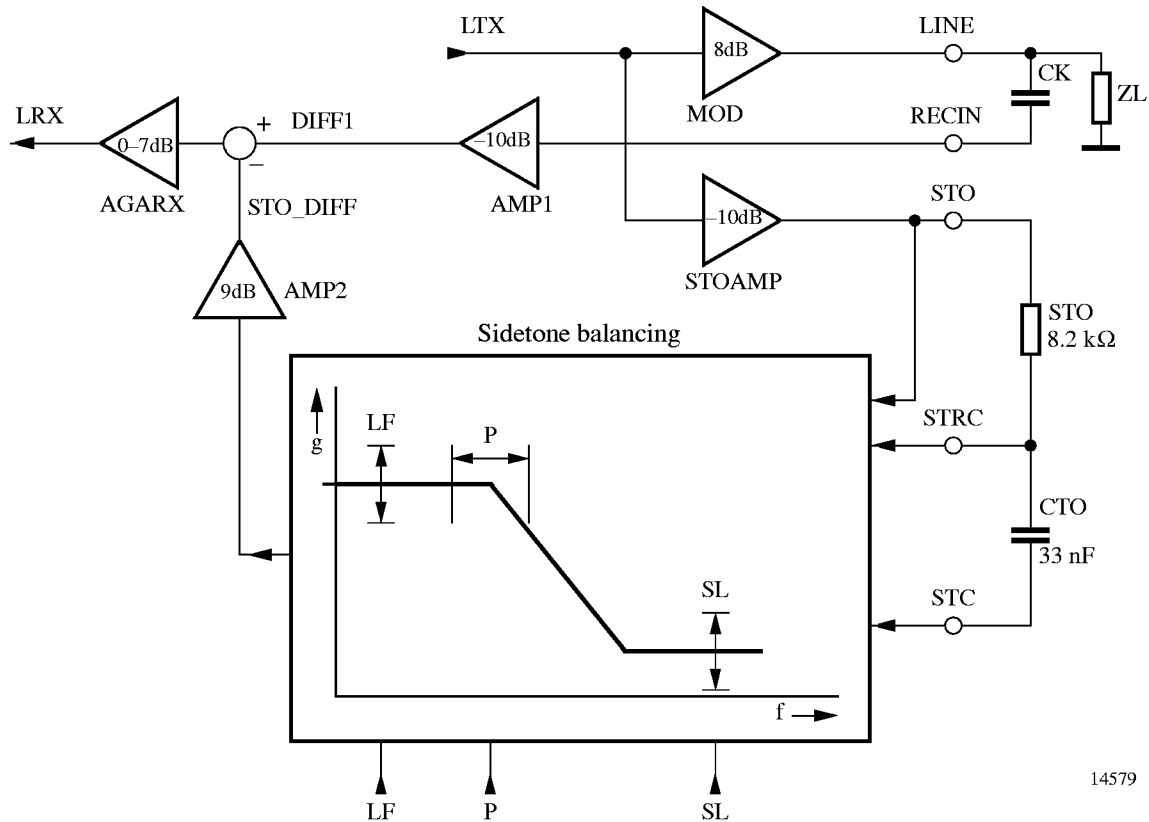 LTX
8dB
MOD
LINE
CK
ZL
LRX
0–7dB
AGARX
+
–
DIFF1
–10dB
AMP1
RECIN
STO_DIFF
–10dB
STOAMP
STO
9dB
AMP2
STO
8.2 kΩ
Sidetone balancing
g
LF
P
STRC
CTO
33 nF
SL
STC
f
LF
P
SL
14579